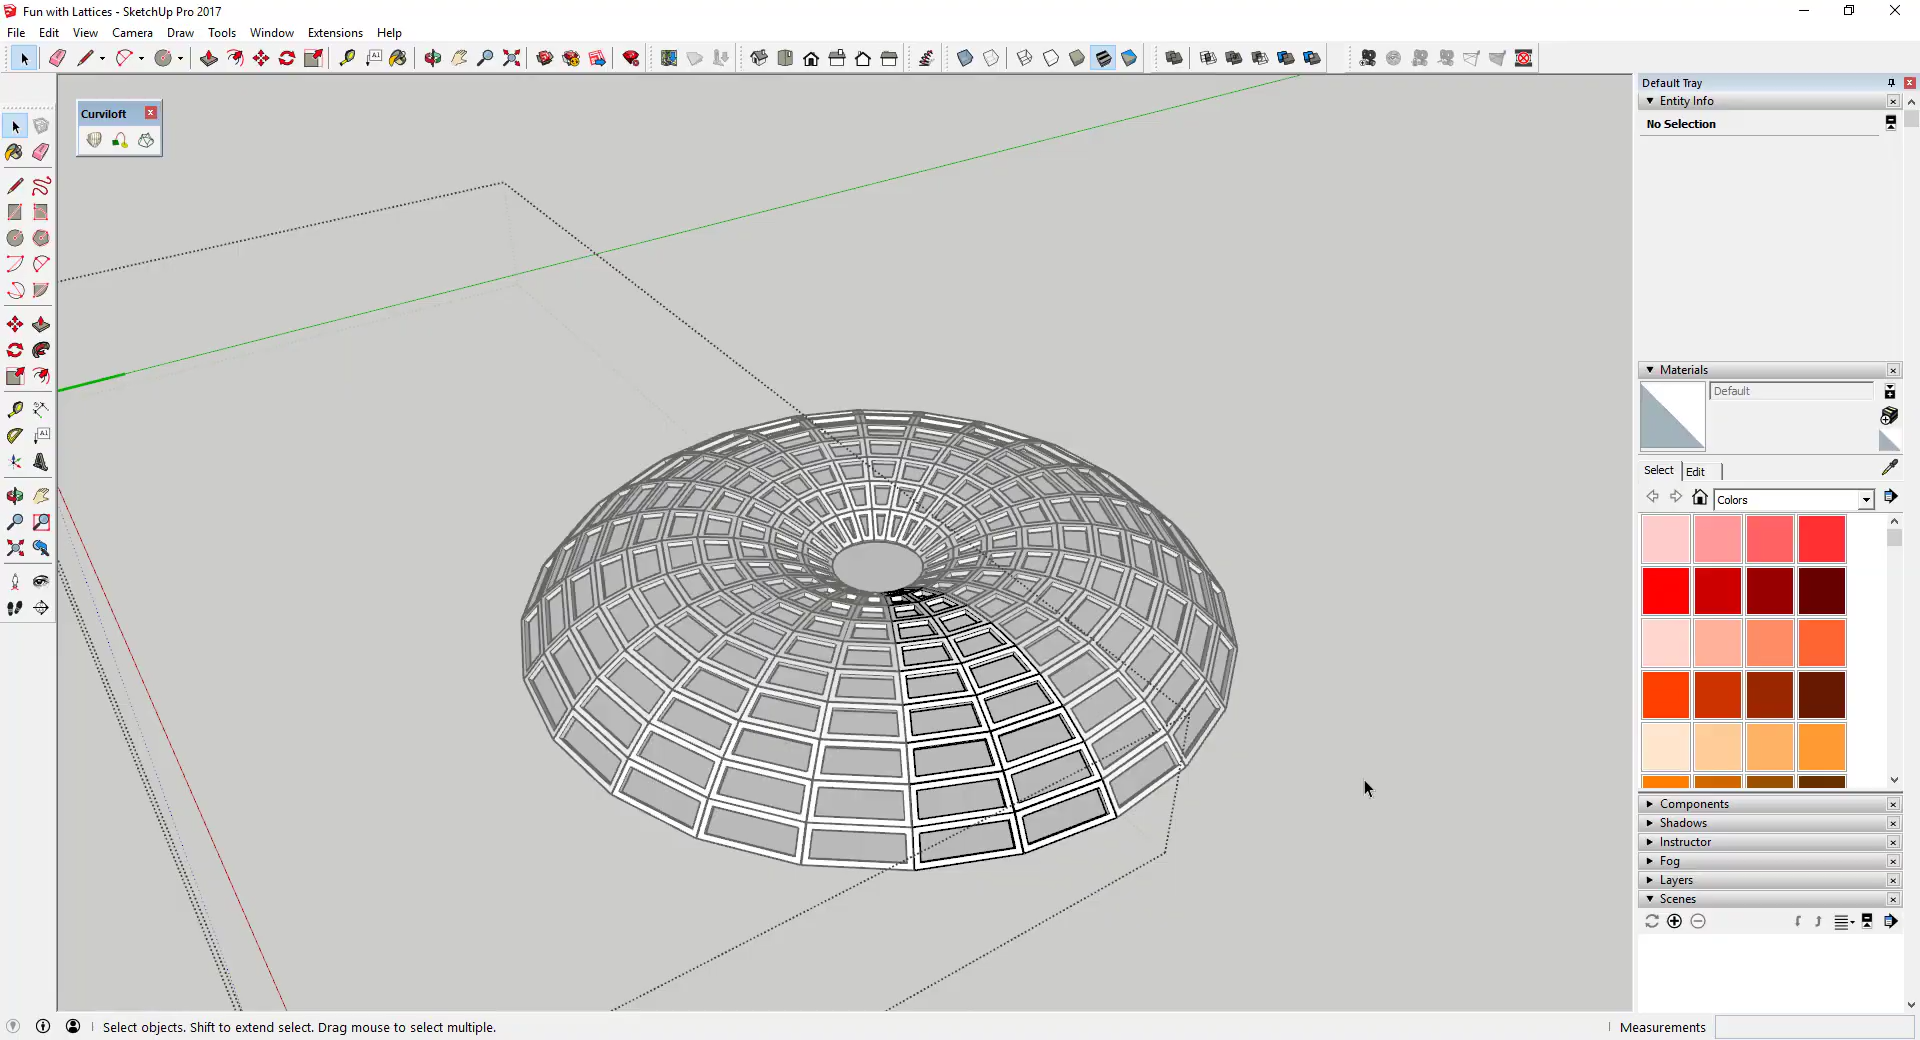 Fun with Lattices - SketchUp Pro 2017
File Edit View Camera Draw Tools Window Extensions Help
Curviloft
Default Tray
Entity Info
No Selection
Materials
Default
Select Edit
Colors
Components
Shadows
Instructor
Fog
Layers
Scenes
Select objects. Shift to extend select. Drag mouse to select multiple.
Measurements